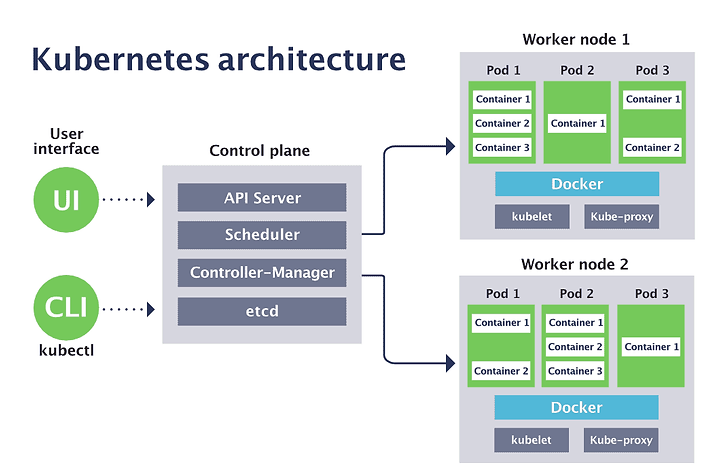 Kubernetes architecture
User
interface
UI
CLI
kubectl
Control plane
API Server
Scheduler
Controller-Manager
etcd
Worker node 1
Pod 1
Container 1
Container 2
Container 3
Pod 2
Container 1
Pod 3
Container 1
Container 2
Docker
kubelet
Kube-proxy
Worker node 2
Pod 1
Container 1
Container 2
Pod 2
Container 1
Container 2
Container 3
Pod 3
Container 1
Docker
kubelet
Kube-proxy